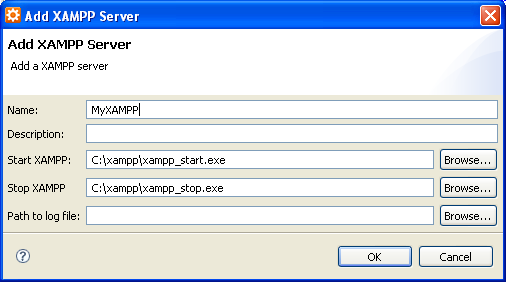 Add XAMPP Server
Add XAMPP Server
Add a XAMPP server
Name: MyXAMPP
Description:
Start XAMPP: C:\xampp\xampp_start.exe Browse...
Stop XAMPP C:\xampp\xampp_stop.exe Browse...
Path to log file: Browse...
? OK Cancel